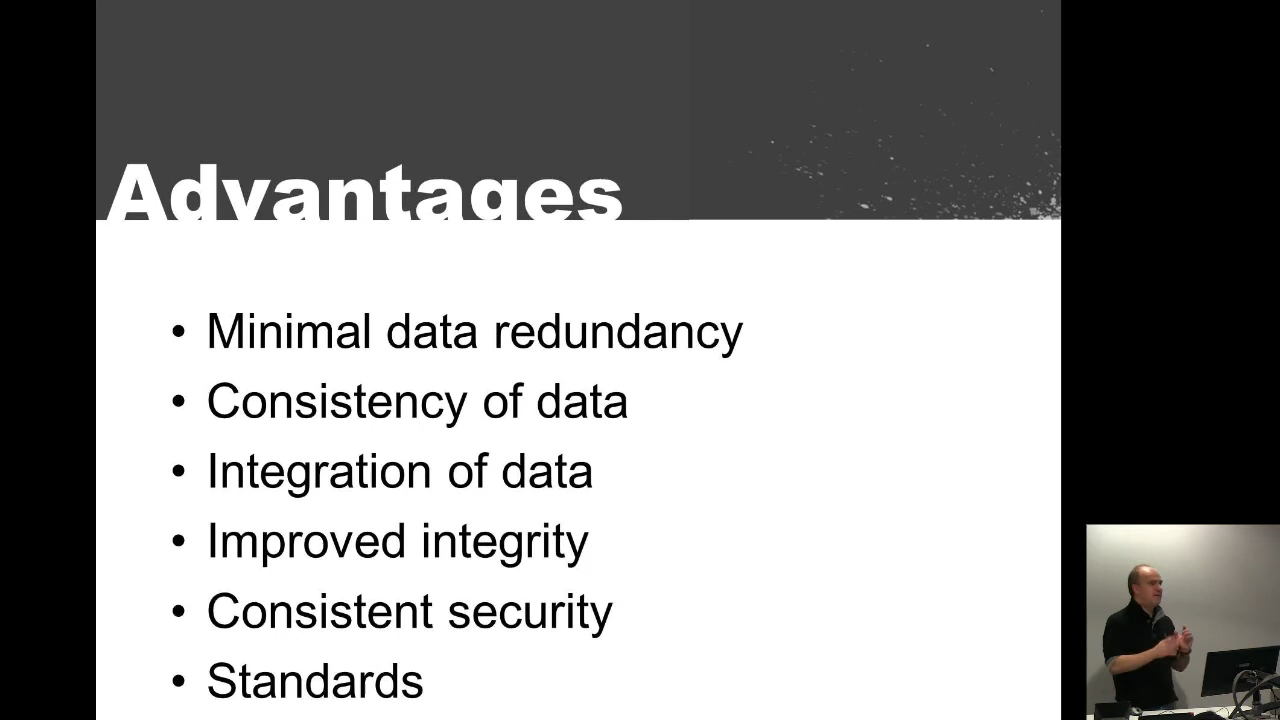 Advantages
• Minimal data redundancy
• Consistency of data
• Integration of data
• Improved integrity
• Consistent security
• Standards